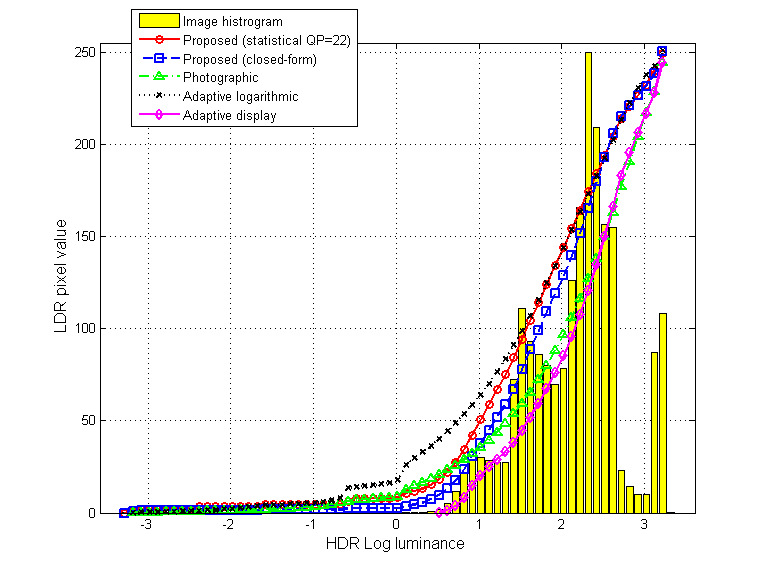 Image histrogram
Proposed (statistical QP=22)
Proposed (closed-form)
Photographic
Adaptive logarithmic
Adaptive display
250
200
150
100
50
0
LDR pixel value
-3 -2 -1 0 1 2 3
HDR Log luminance